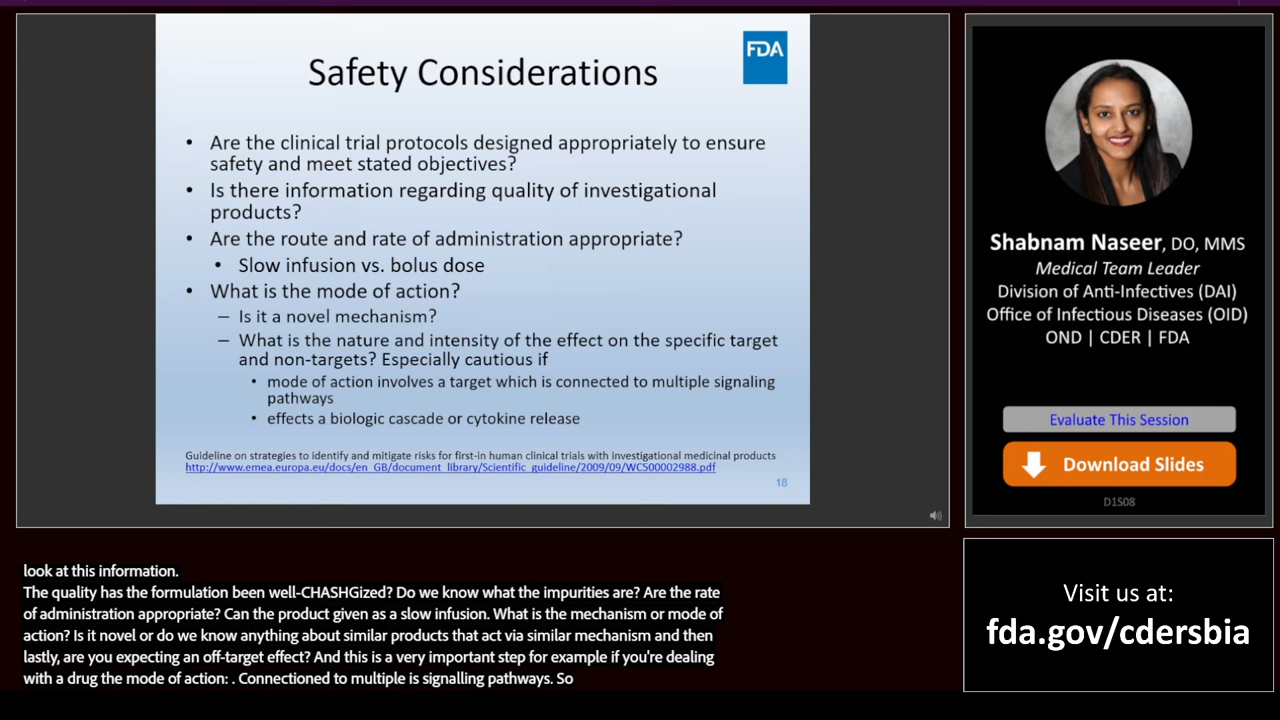 FDA
Safety Considerations
• Are the clinical trial protocols designed appropriately to ensure
safety and meet stated objectives?
• Is there information regarding quality of investigational
products?
• Are the route and rate of administration appropriate?
• Slow infusion vs. bolus dose
• What is the mode of action?
– Is it a novel mechanism?
– What is the nature and intensity of the effect on the specific target
and non-targets? Especially cautious if
• mode of action involves a target which is connected to multiple signaling
pathways
• effects a biologic cascade or cytokine release
Guideline on strategies to identify and mitigate risks for first-in human clinical trials with investigational medicinal products
http://www.emea.europa.eu/docs/en_GB/document_library/Scientific_guideline/2009/09/WC500002988.pdf
18
Shabnam Naseer, DO, MMS
Medical Team Leader
Division of Anti-Infectives (DAI)
Office of Infectious Diseases (OID)
OND | CDER | FDA
Evaluate This Session
Download Slides
D1S08
look at this information.
The quality has the formulation been well-CHASHGized? Do we know what the impurities are? Are the rate
of administration appropriate? Can the product given as a slow infusion. What is the mechanism or mode of
action? Is it novel or do we know anything about similar products that act via similar mechanism and then
lastly, are you expecting an off-target effect? And this is a very important step for example if you're dealing
with a drug the mode of action: . Connectioned to multiple is signalling pathways. So
Visit us at:
fda.gov/cdersbia